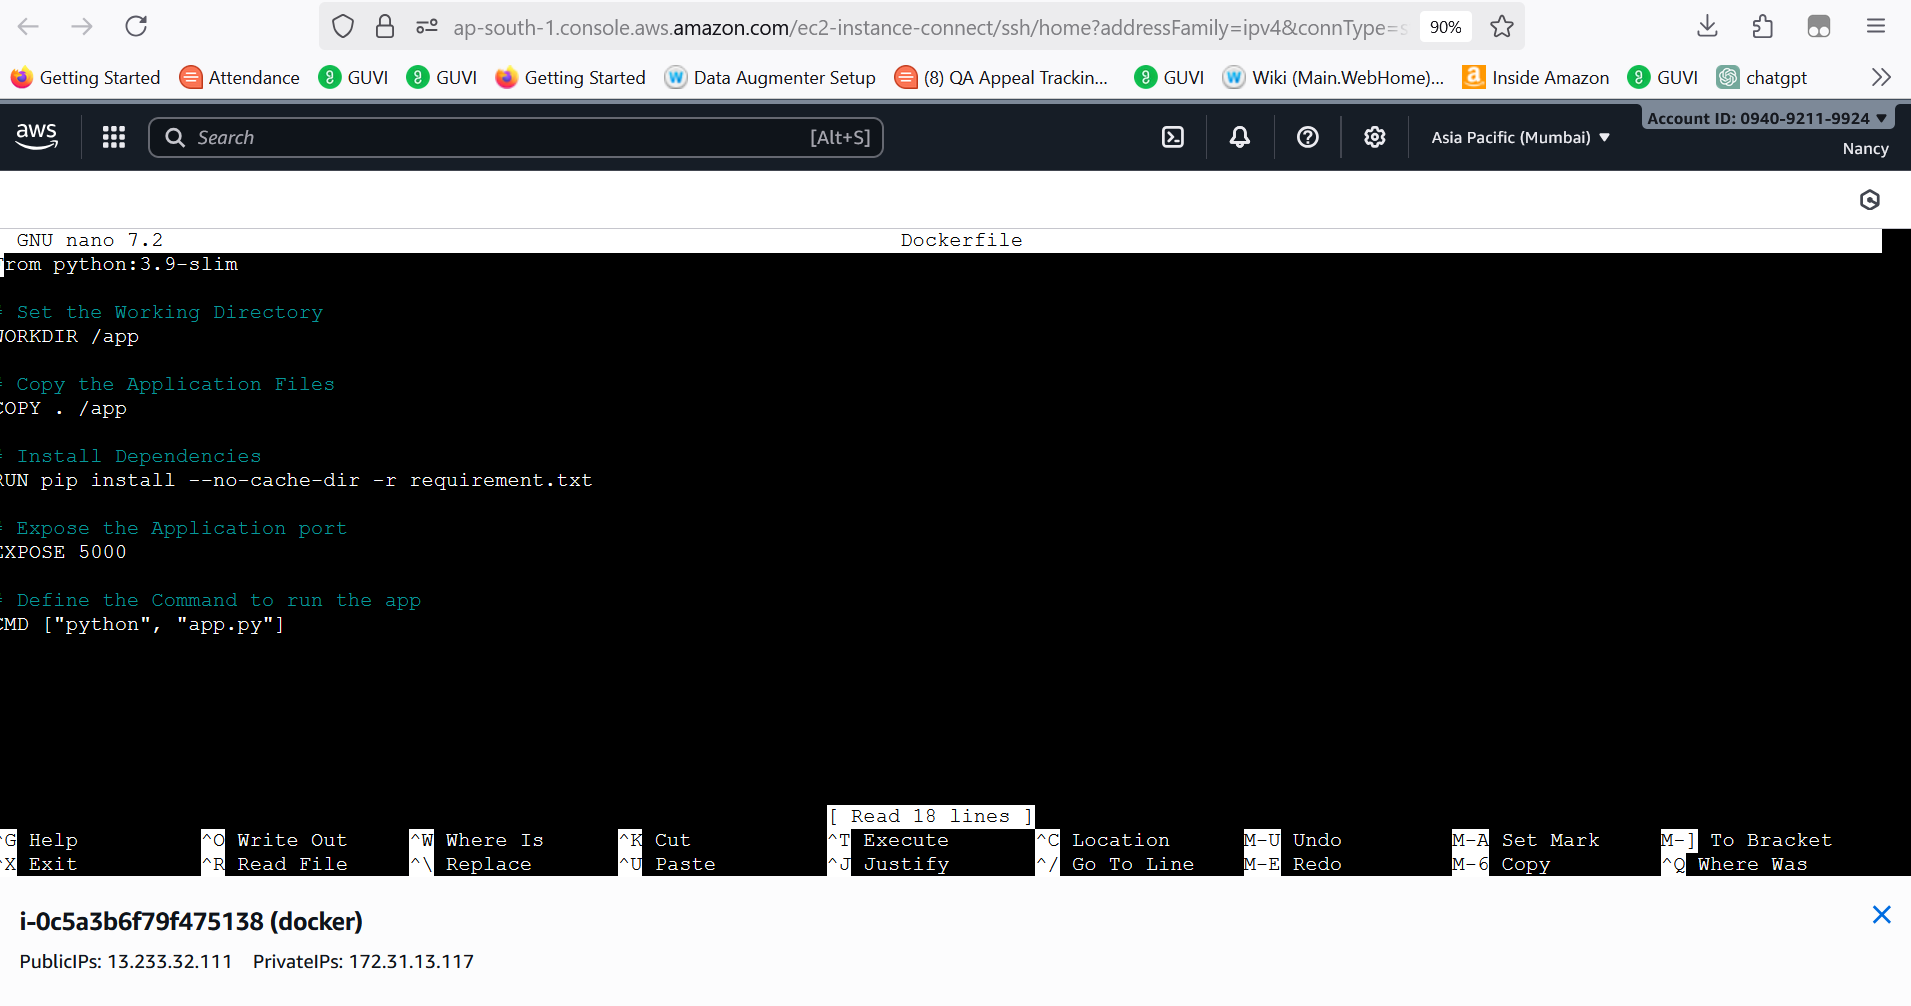 ap-south-1.console.aws.amazon.com/ec2-instance-connect/ssh/home?addressFamily=ipv4&connType=s
90%
Getting Started Attendance GUVI GUVI Getting Started Data Augmenter Setup (8) QA Appeal Trackin... GUVI Wiki (Main.WebHome)... Inside Amazon GUVI chatgpt
aws Search [Alt+S] Asia Pacific (Mumbai) Account ID: 0940-9211-9924
Nancy
GNU nano 7.2 Dockerfile
rom python:3.9-slim
# Set the Working Directory
WORKDIR /app
# Copy the Application Files
COPY . /app
# Install Dependencies
RUN pip install --no-cache-dir -r requirement.txt
# Expose the Application port
EXPOSE 5000
# Define the Command to run the app
CMD ["python", "app.py"]
[ Read 18 lines ]
^G Help ^O Write Out ^W Where Is ^K Cut ^T Execute ^C Location M-U Undo M-A Set Mark M-] To Bracket
^X Exit ^R Read File ^\ Replace ^U Paste ^J Justify ^/ Go To Line M-E Redo M-6 Copy ^Q Where Was
i-0c5a3b6f79f475138 (docker)
PublicIPs: 13.233.32.111 PrivateIPs: 172.31.13.117